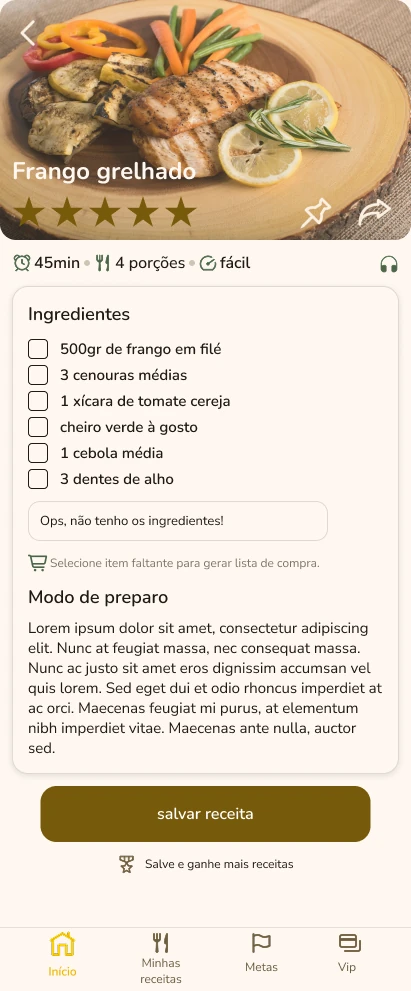 Frango grelhado
45min • 4 porções • fácil
Ingredientes
500gr de frango em filé
3 cenouras médias
1 xícara de tomate cereja
cheiro verde à gosto
1 cebola média
3 dentes de alho
Ops, não tenho os ingredientes!
Selecione item faltante para gerar lista de compra.
Modo de preparo
Lorem ipsum dolor sit amet, consectetur adipiscing
elit. Nunc at feugiat massa, nec consequat massa.
Nunc ac justo sit amet eros dignissim accumsan vel
quis lorem. Sed eget dui et odio rhoncus imperdiet at
ac orci. Maecenas feugiat mi purus, at elementum
nibh imperdiet vitae. Maecenas ante nulla, auctor
sed.
salvar receita
Salve e ganhe mais receitas
Início
Minhas
receitas
Metas
Vip